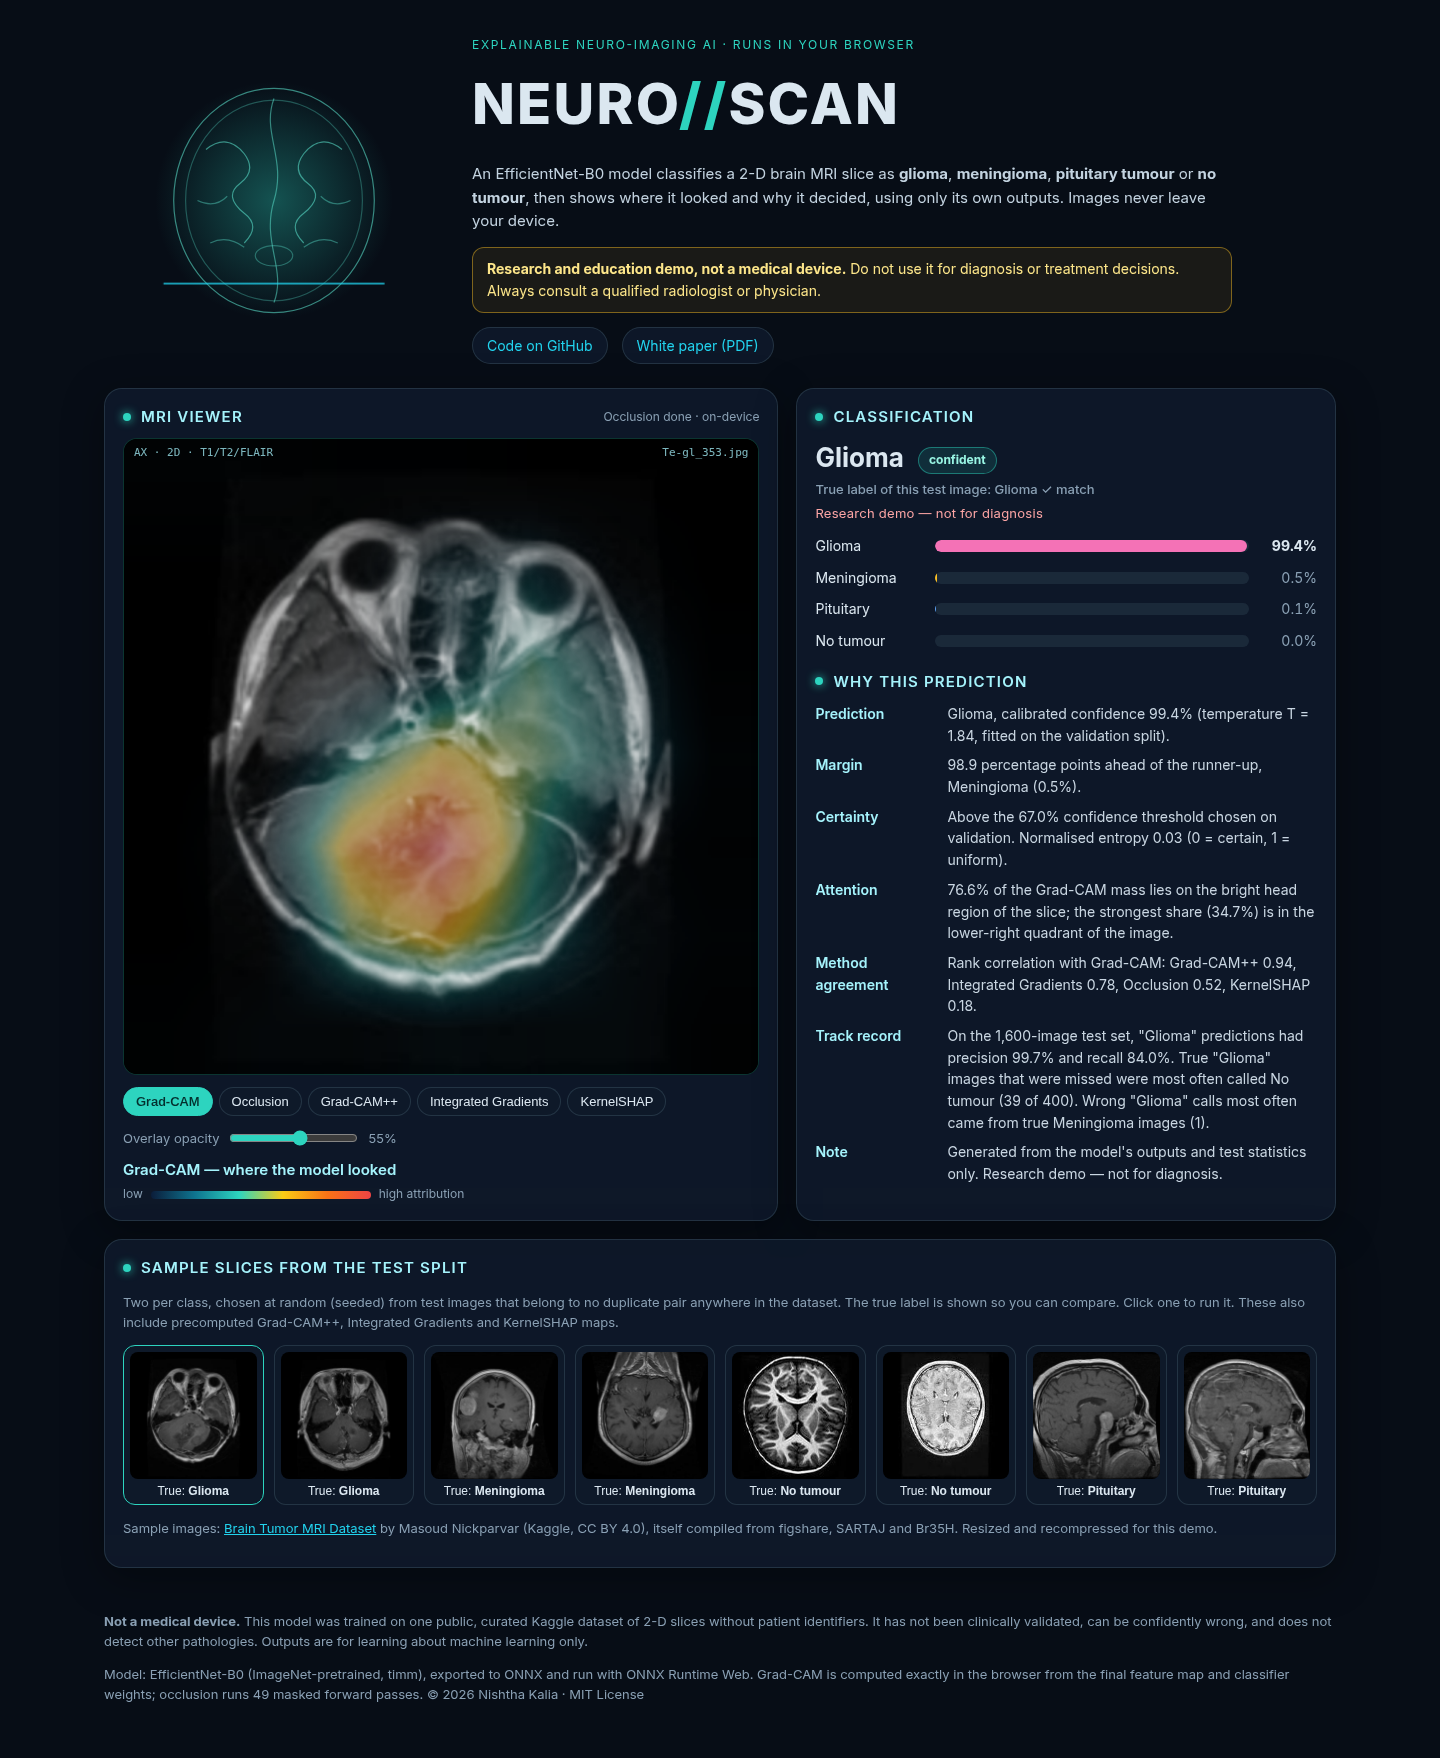 EXPLAINABLE NEURO-IMAGING AI · RUNS IN YOUR BROWSER
NEURO//SCAN
An EfficientNet-B0 model classifies a 2-D brain MRI slice as glioma, meningioma, pituitary tumour or no
tumour, then shows where it looked and why it decided, using only its own outputs. Images never leave
your device.
Research and education demo, not a medical device. Do not use it for diagnosis or treatment decisions.
Always consult a qualified radiologist or physician.
Code on GitHub
White paper (PDF)
MRI VIEWER
Occlusion done · on-device
AX · 2D · T1/T2/FLAIR
Te-gl_353.jpg
Grad-CAM
Occlusion
Grad-CAM++
Integrated Gradients
KernelSHAP
Overlay opacity
55%
Grad-CAM — where the model looked
low
high attribution
CLASSIFICATION
Glioma
confident
True label of this test image: Glioma ✓ match
Research demo — not for diagnosis
Glioma 99.4%
Meningioma 0.5%
Pituitary 0.1%
No tumour 0.0%
WHY THIS PREDICTION
Prediction
Glioma, calibrated confidence 99.4% (temperature T =
1.84, fitted on the validation split).
Margin
98.9 percentage points ahead of the runner-up,
Meningioma (0.5%).
Certainty
Above the 67.0% confidence threshold chosen on
validation. Normalised entropy 0.03 (0 = certain, 1 =
uniform).
Attention
76.6% of the Grad-CAM mass lies on the bright head
region of the slice; the strongest share (34.7%) is in the
lower-right quadrant of the image.
Method
agreement
Rank correlation with Grad-CAM: Grad-CAM++ 0.94,
Integrated Gradients 0.78, Occlusion 0.52, KernelSHAP
0.18.
Track record
On the 1,600-image test set, "Glioma" predictions had
precision 99.7% and recall 84.0%. True "Glioma"
images that were missed were most often called No
tumour (39 of 400). Wrong "Glioma" calls most often
came from true Meningioma images (1).
Note
Generated from the model's outputs and test statistics
only. Research demo — not for diagnosis.
SAMPLE SLICES FROM THE TEST SPLIT
Two per class, chosen at random (seeded) from test images that belong to no duplicate pair anywhere in the dataset. The true label is shown so you can compare. Click one to run it. These also
include precomputed Grad-CAM++, Integrated Gradients and KernelSHAP maps.
True: Glioma
True: Glioma
True: Meningioma
True: Meningioma
True: No tumour
True: No tumour
True: Pituitary
True: Pituitary
Sample images: Brain Tumor MRI Dataset by Masoud Nickparvar (Kaggle, CC BY 4.0), itself compiled from figshare, SARTAJ and Br35H. Resized and recompressed for this demo.
Not a medical device. This model was trained on one public, curated Kaggle dataset of 2-D slices without patient identifiers. It has not been clinically validated, can be confidently wrong, and does not
detect other pathologies. Outputs are for learning about machine learning only.
Model: EfficientNet-B0 (ImageNet-pretrained, timm), exported to ONNX and run with ONNX Runtime Web. Grad-CAM is computed exactly in the browser from the final feature map and classifier
weights; occlusion runs 49 masked forward passes. © 2026 Nishtha Kalia · MIT License